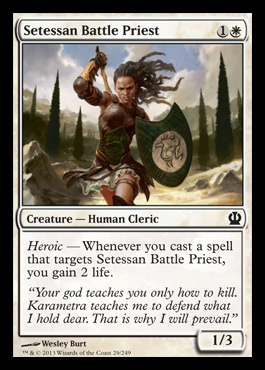 Setessan Battle Priest 1
Creature — Human Cleric
Heroic — Whenever you cast a spell
that targets Setessan Battle Priest,
you gain 2 life.
“Your god teaches you only how to kill.
Karametra teaches me to defend what
I hold dear. That is why I will prevail.”
1/3
Wesley Burt
™ & © 2013 Wizards of the Coast 29/249